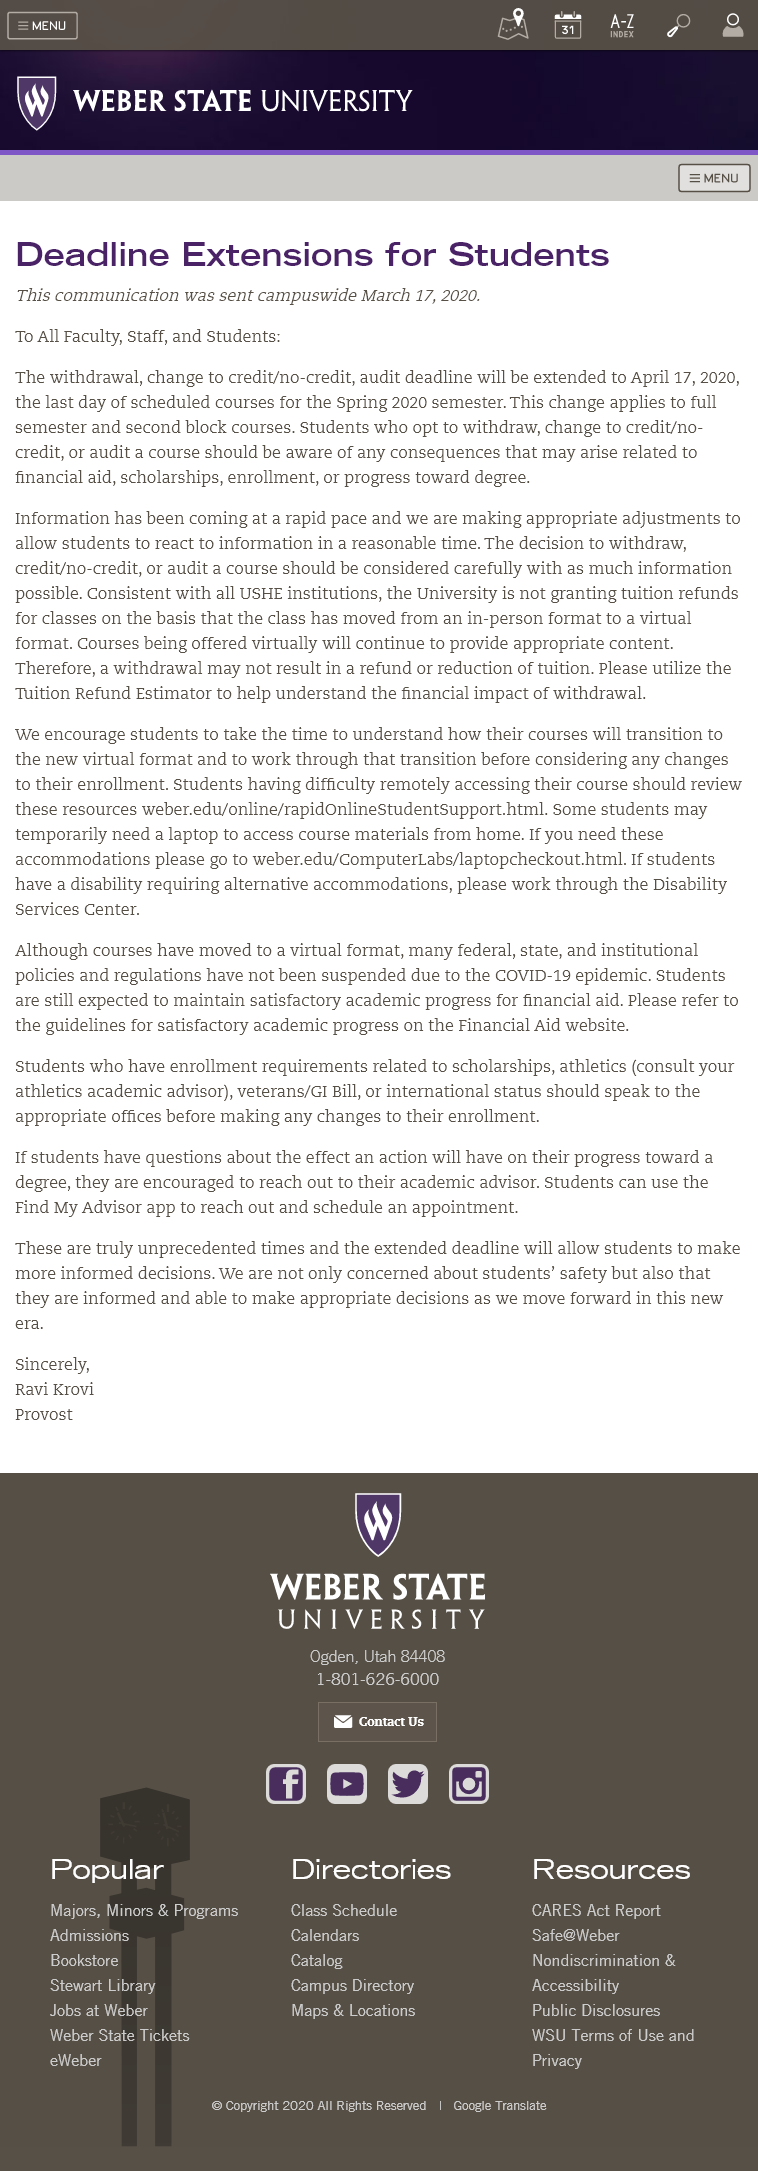 MENU
31
A-Z
INDEX
WEBER STATE UNIVERSITY
MENU
Deadline Extensions for Students
This communication was sent campuswide March 17, 2020.
To All Faculty, Staff, and Students:
The withdrawal, change to credit/no-credit, audit deadline will be extended to April 17, 2020,
the last day of scheduled courses for the Spring 2020 semester. This change applies to full
semester and second block courses. Students who opt to withdraw, change to credit/no-
credit, or audit a course should be aware of any consequences that may arise related to
financial aid, scholarships, enrollment, or progress toward degree.
Information has been coming at a rapid pace and we are making appropriate adjustments to
allow students to react to information in a reasonable time. The decision to withdraw,
credit/no-credit, or audit a course should be considered carefully with as much information
possible. Consistent with all USHE institutions, the University is not granting tuition refunds
for classes on the basis that the class has moved from an in-person format to a virtual
format. Courses being offered virtually will continue to provide appropriate content.
Therefore, a withdrawal may not result in a refund or reduction of tuition. Please utilize the
Tuition Refund Estimator to help understand the financial impact of withdrawal.
We encourage students to take the time to understand how their courses will transition to
the new virtual format and to work through that transition before considering any changes
to their enrollment. Students having difficulty remotely accessing their course should review
these resources weber.edu/online/rapidOnlineStudentSupport.html. Some students may
temporarily need a laptop to access course materials from home. If you need these
accommodations please go to weber.edu/ComputerLabs/laptopcheckout.html. If students
have a disability requiring alternative accommodations, please work through the Disability
Services Center.
Although courses have moved to a virtual format, many federal, state, and institutional
policies and regulations have not been suspended due to the COVID-19 epidemic. Students
are still expected to maintain satisfactory academic progress for financial aid. Please refer to
the guidelines for satisfactory academic progress on the Financial Aid website.
Students who have enrollment requirements related to scholarships, athletics (consult your
athletics academic advisor), veterans/GI Bill, or international status should speak to the
appropriate offices before making any changes to their enrollment.
If students have questions about the effect an action will have on their progress toward a
degree, they are encouraged to reach out to their academic advisor. Students can use the
Find My Advisor app to reach out and schedule an appointment.
These are truly unprecedented times and the extended deadline will allow students to make
more informed decisions. We are not only concerned about students’ safety but also that
they are informed and able to make appropriate decisions as we move forward in this new
era.
Sincerely,
Ravi Krovi
Provost
WEBER STATE
UNIVERSITY
Ogden, Utah 84408
1-801-626-6000
Contact Us
Popular
Majors, Minors & Programs
Admissions
Bookstore
Stewart Library
Jobs at Weber
Weber State Tickets
eWeber
Directories
Class Schedule
Calendars
Catalog
Campus Directory
Maps & Locations
Resources
CARES Act Report
Safe@Weber
Nondiscrimination &
Accessibility
Public Disclosures
WSU Terms of Use and
Privacy
© Copyright 2020 All Rights Reserved | Google Translate